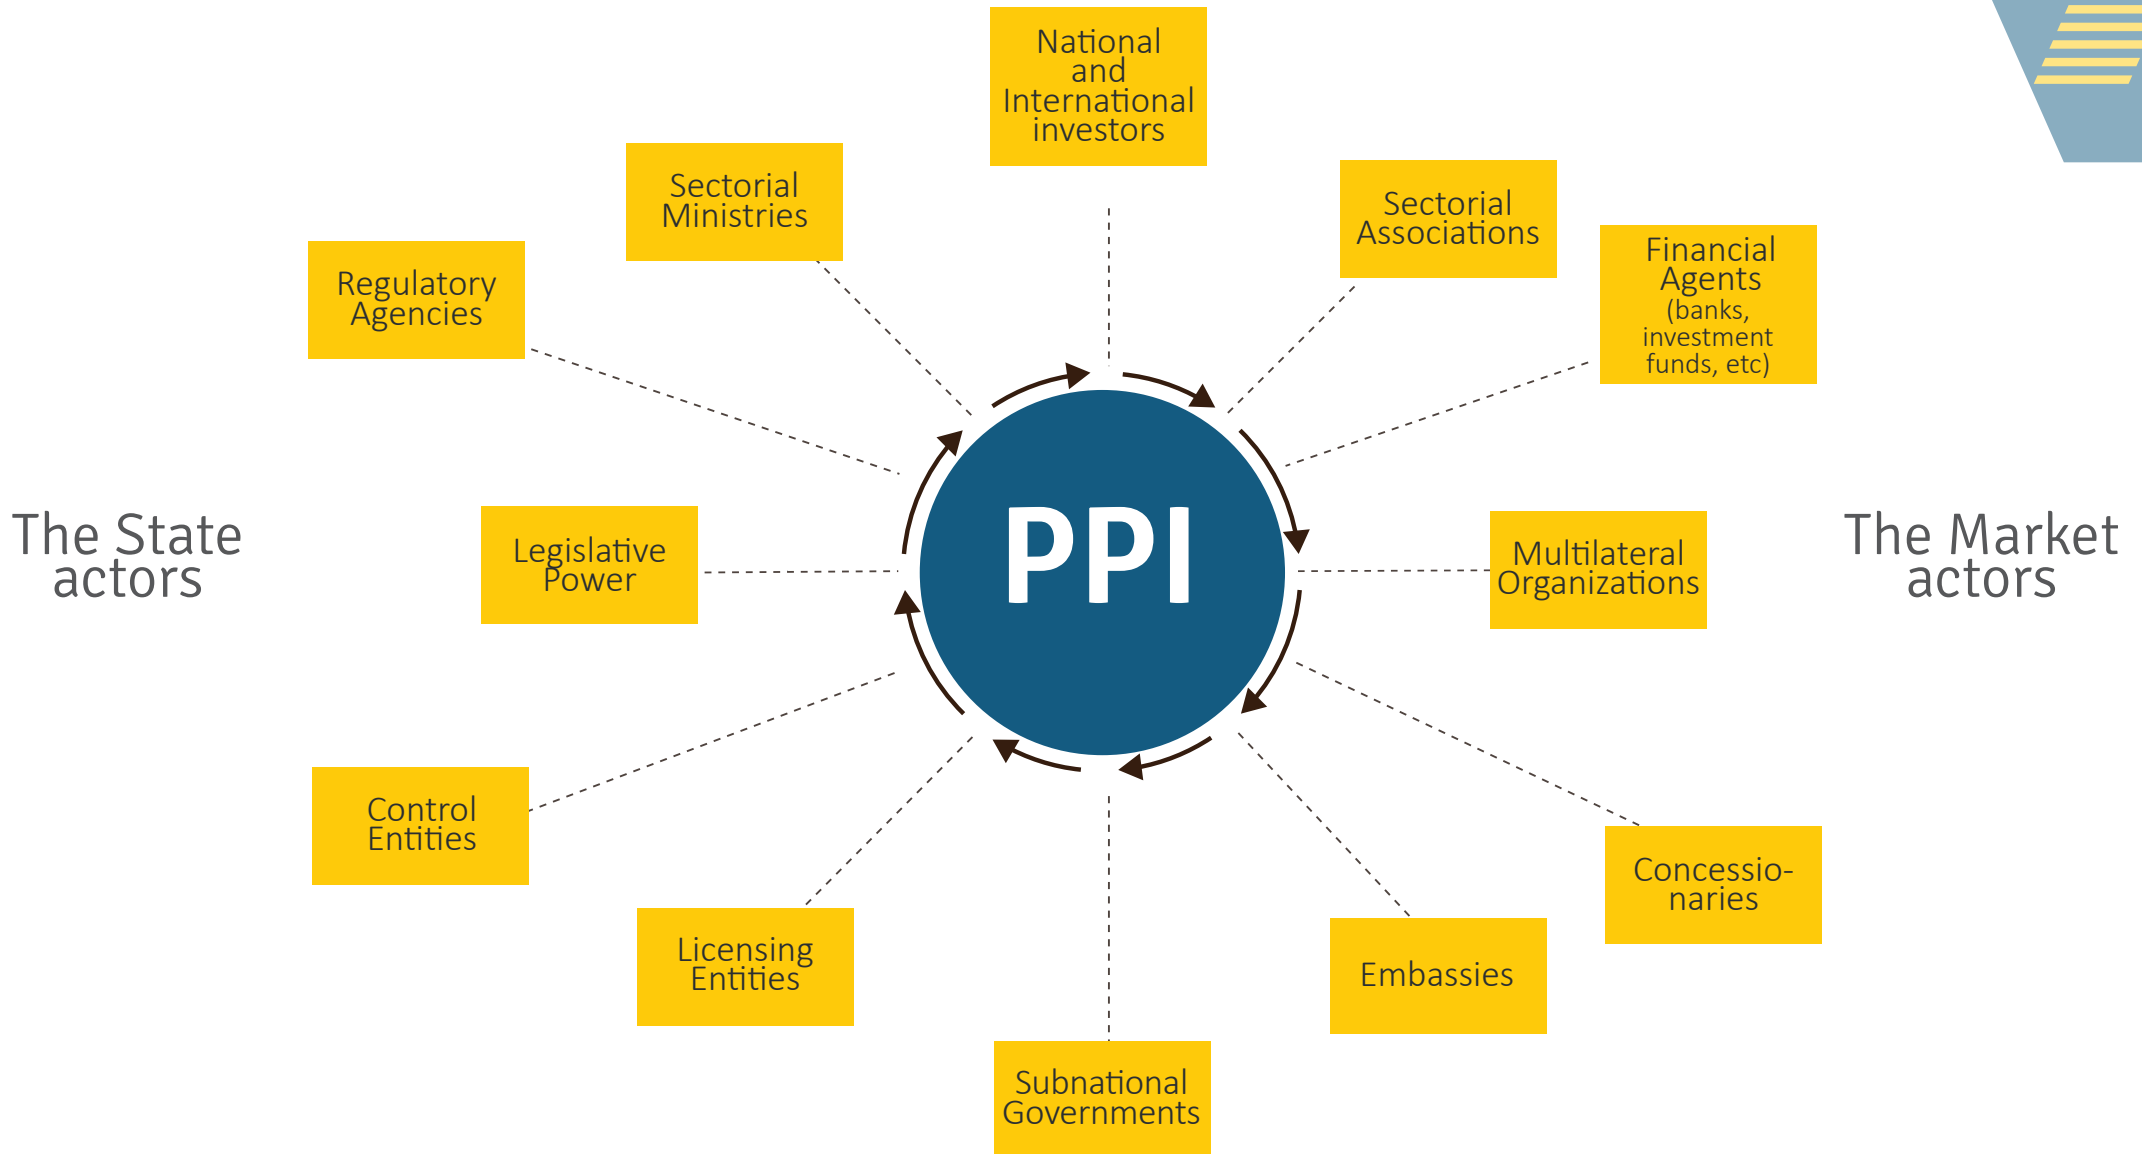 National
and
International
investors
Sectorial
Ministries
Sectorial
Associations
Regulatory
Agencies
Financial
Agents
(banks,
investment
funds, etc)
The State
actors
Legislative
Power
PPI
Multilateral
Organizations
The Market
actors
Control
Entities
Concessio-
naries
Licensing
Entities
Embassies
Subnational
Governments